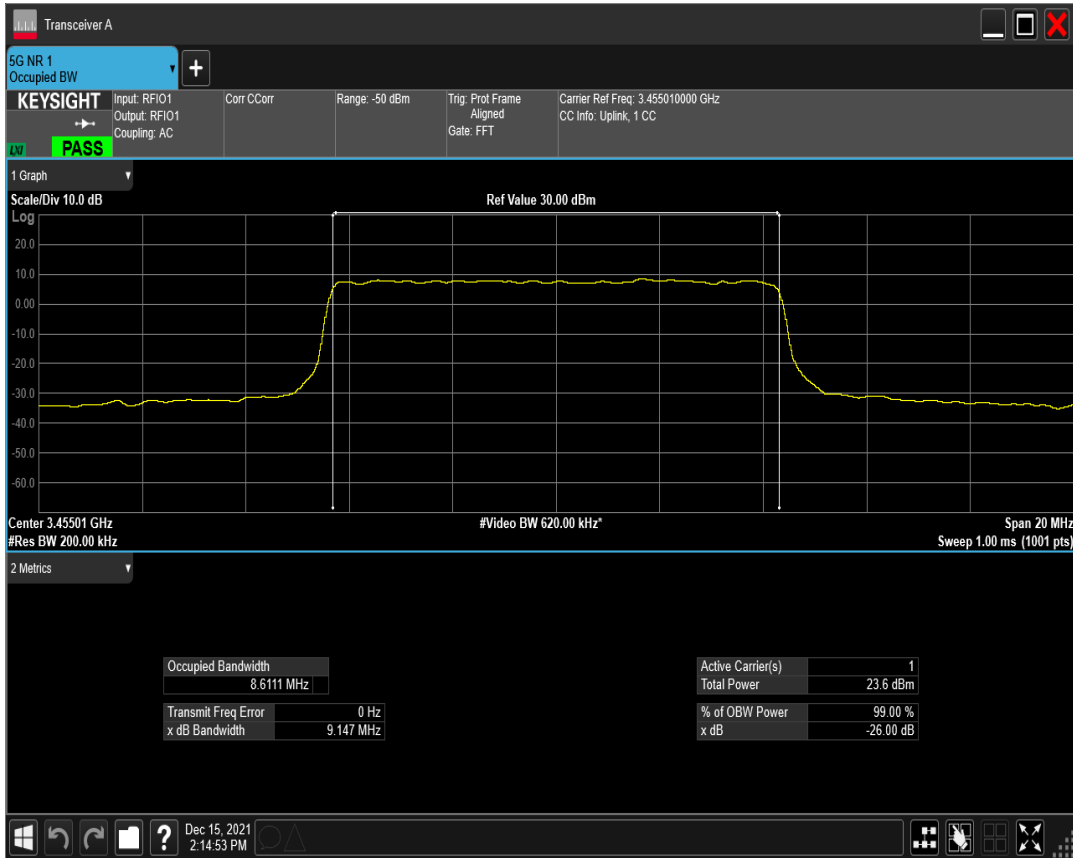 Transceiver A
5G NR 1
Occupied BW
KEYSIGHT
LXI
PASS
Input: RFIO1
Output: RFIO1
Coupling: AC
Corr CCorr
Range: -50 dBm
Trig: Prot Frame
Aligned
Gate: FFT
Carrier Ref Freq: 3.455010000 GHz
CC Info: Uplink, 1 CC
1 Graph
Scale/Div 10.0 dB
Ref Value 30.00 dBm
Log
20.0
10.0
0.00
-10.0
-20.0
-30.0
-40.0
-50.0
-60.0
Center 3.45501 GHz
#Video BW 620.00 kHz*
Span 20 MHz
#Res BW 200.00 kHz
Sweep 1.00 ms (1001 pts)
2 Metrics
Occupied Bandwidth
8.6111 MHz
Transmit Freq Error 0 Hz
x dB Bandwidth 9.147 MHz
Active Carrier(s) 1
Total Power 23.6 dBm
% of OBW Power 99.00 %
x dB -26.00 dB
Dec 15, 2021
2:14:53 PM